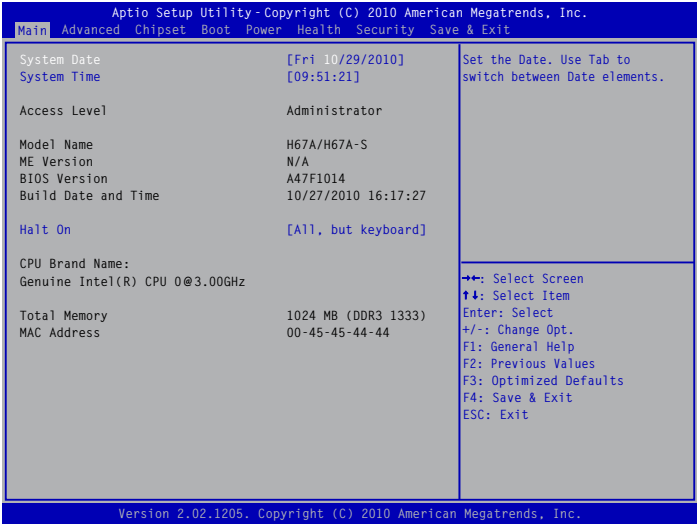 Aptio Setup Utility - Copyright (C) 2010 American Megatrends, Inc.
Main Advanced Chipset Boot Power Health Security Save & Exit
System Date [Fri 10/29/2010]
System Time [09:51:21]
Access Level Administrator
Model Name H67A/H67A-S
ME Version N/A
BIOS Version A47F1014
Build Date and Time 10/27/2010 16:17:27
Halt On [All, but keyboard]
CPU Brand Name:
Genuine Intel(R) CPU 0@3.00GHz
Total Memory 1024 MB (DDR3 1333)
MAC Address 00-45-45-44-44
Set the Date. Use Tab to
switch between Date elements.
→←: Select Screen
↑↓: Select Item
Enter: Select
+/-: Change Opt.
F1: General Help
F2: Previous Values
F3: Optimized Defaults
F4: Save & Exit
ESC: Exit
Version 2.02.1205. Copyright (C) 2010 American Megatrends, Inc.